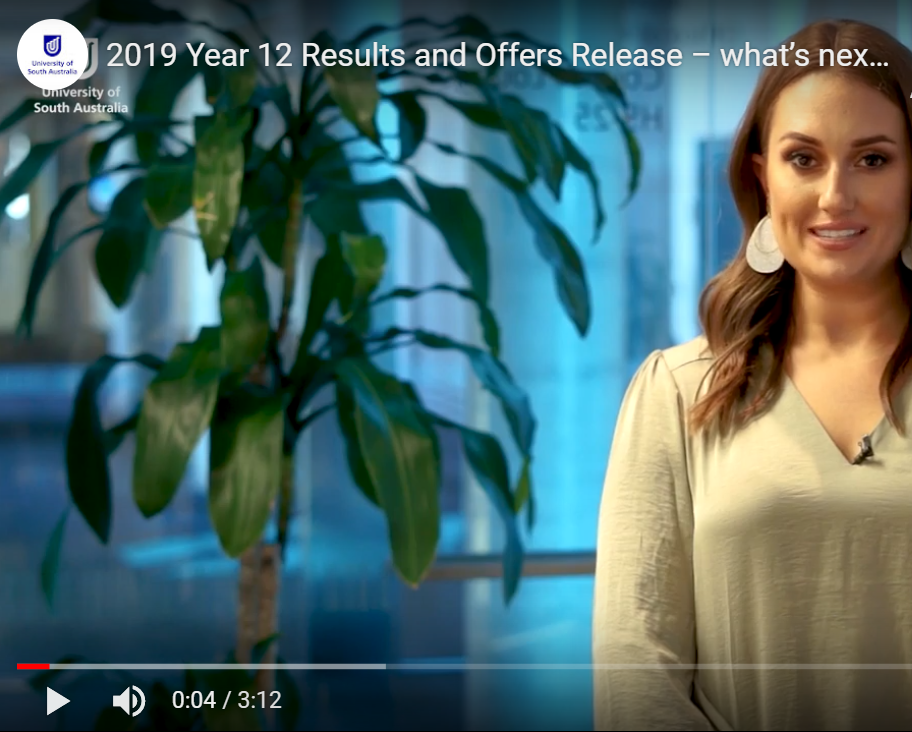 University of
South Australia
2019 Year 12 Results and Offers Release – what’s nex…
University of
South Australia
0:04 / 3:12